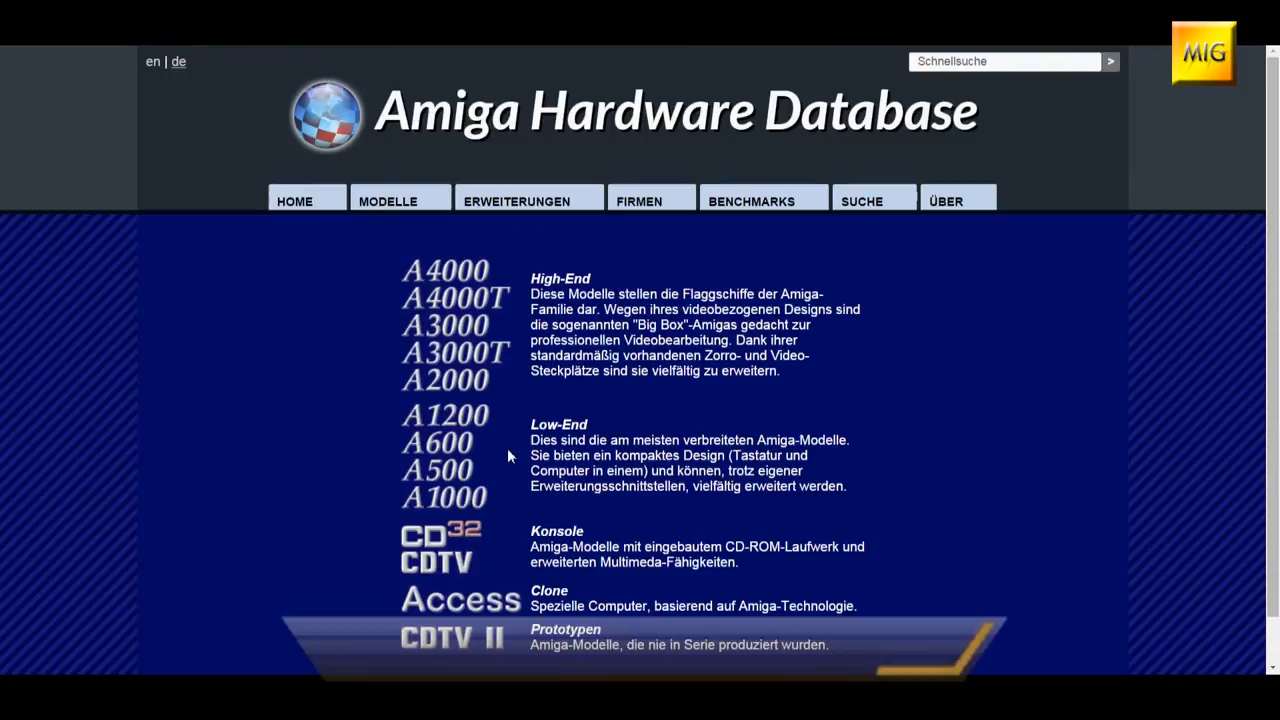 MIG
en | de
Schnellsuche
>
Amiga Hardware Database
HOME
MODELLE
ERWEITERUNGEN
FIRMEN
BENCHMARKS
SUCHE
ÜBER
A4000
A4000T
A3000
A3000T
A2000
High-End
Diese Modelle stellen die Flaggschiffe der Amiga-
Familie dar. Wegen ihres videobezogenen Designs sind
die sogenannten "Big Box"-Amigas gedacht zur
professionellen Videobearbeitung. Dank ihrer
standardmäßig vorhandenen Zorro- und Video-
Steckplätze sind sie vielfältig zu erweitern.
A1200
A600
A500
A1000
Low-End
Dies sind die am meisten verbreiteten Amiga-Modelle.
Sie bieten ein kompaktes Design (Tastatur und
Computer in einem) und können, trotz eigener
Erweiterungsschnittstellen, vielfältig erweitert werden.
CD32
CDTV
Konsole
Amiga-Modelle mit eingebautem CD-ROM-Laufwerk und
erweiterten Multimeda-Fähigkeiten.
Access
Clone
Spezielle Computer, basierend auf Amiga-Technologie.
CDTV II
Prototypen
Amiga-Modelle, die nie in Serie produziert wurden.